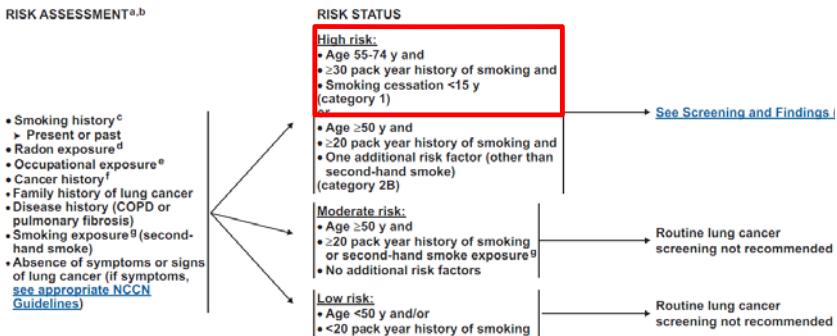 RISK ASSESSMENTa,b
RISK STATUS
• Smoking historyc
➤ Present or past
• Radon exposured
• Occupational exposuree
• Cancer historyf
• Family history of lung cancer
• Disease history (COPD or
pulmonary fibrosis)
• Smoking exposureg (second-
hand smoke)
• Absence of symptoms or signs
of lung cancer (if symptoms,
see appropriate NCCN
Guidelines)
High risk:
• Age 55-74 y and
• ≥30 pack year history of smoking and
• Smoking cessation <15 y
(category 1)
or
• Age ≥50 y and
• ≥20 pack year history of smoking and
• One additional risk factor (other than
second-hand smoke)
(category 2B)
See Screening and Findings (
Moderate risk:
• Age ≥50 y and
• ≥20 pack year history of smoking
or second-hand smoke exposureg
• No additional risk factors
Routine lung cancer
screening not recommended
Low risk:
• Age <50 y and/or
• <20 pack year history of smoking
Routine lung cancer
screening not recommended